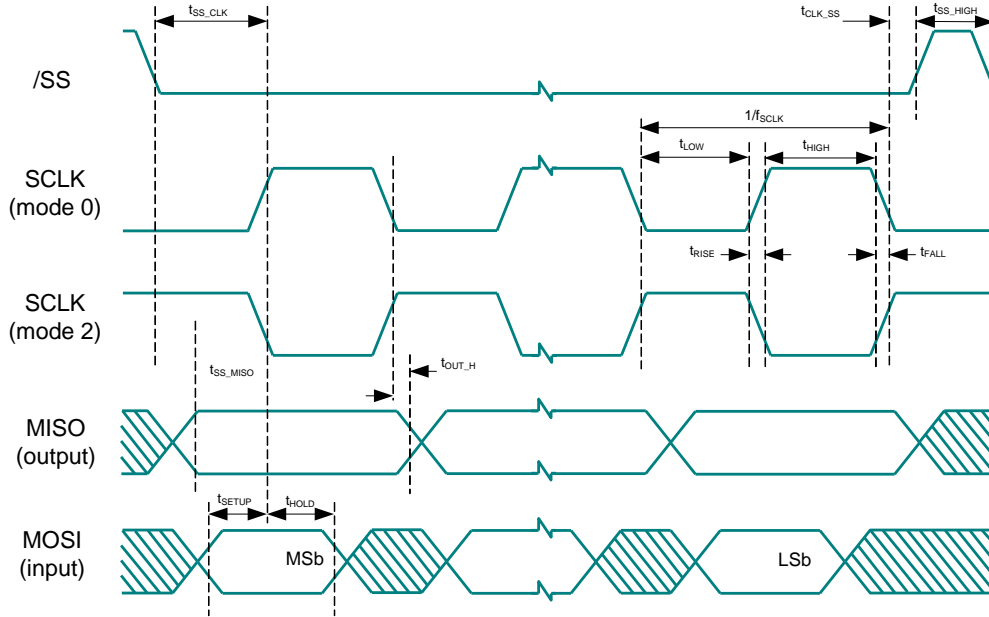 tSS_CLK
tCLK_SS
tSS_HIGH
/SS
1/fSCLK
tLOW
tHIGH
SCLK
(mode 0)
tRISE
tFALL
SCLK
(mode 2)
tSS_MISO
tOUT_H
MISO
(output)
tSETUP
tHOLD
MOSI
(input)
MSb
LSb